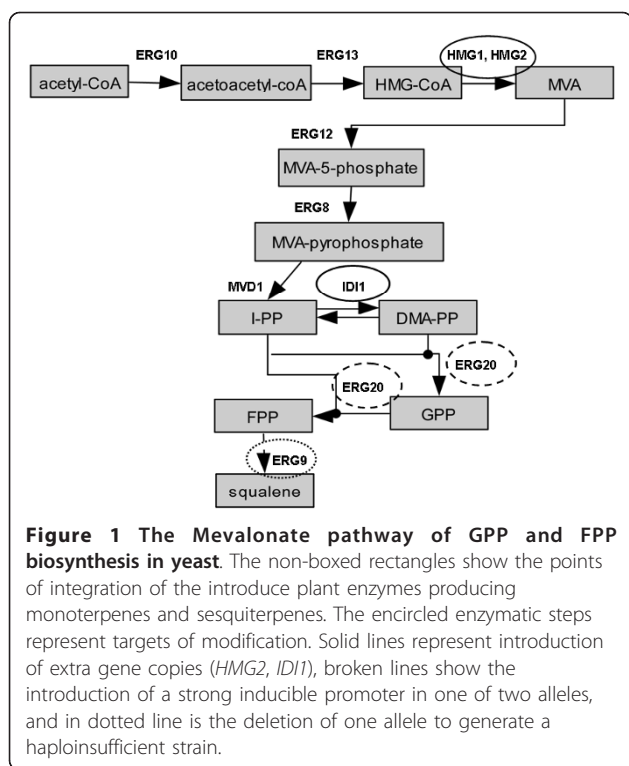 ERG10 ERG13 HMG1, HMG2
acetyl-CoA acetoacetyl-coA HMG-CoA MVA
ERG12
MVA-5-phosphate
ERG8
MVA-pyrophosphate
MVD1 IDI1
I-PP DMA-PP
ERG20 ERG20
FPP GPP
ERG9
squalene
Figure 1 The Mevalonate pathway of GPP and FPP
biosynthesis in yeast. The non-boxed rectangles show the points
of integration of the introduce plant enzymes producing
monoterpenes and sesquiterpenes. The encircled enzymatic steps
represent targets of modification. Solid lines represent introduction
of extra gene copies (HMG2, IDI1), broken lines show the
introduction of a strong inducible promoter in one of two alleles,
and in dotted line is the deletion of one allele to generate a
haploinsufficient strain.